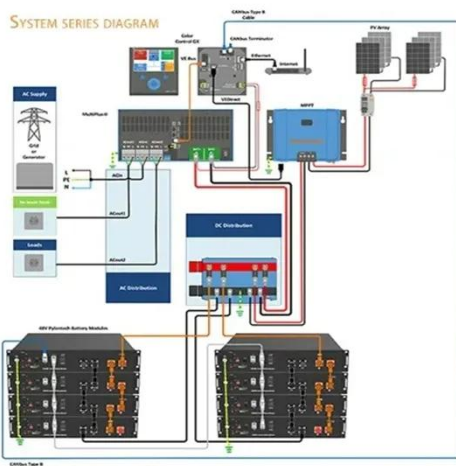 SYSTEM SERIES DIAGRAM
CANbus Type B
Cable
CANbus Terminator
PV Array
Color
Control GX
Ethernet
VE Bus
Internet
AC Supply
VEDirect
MPPT
MultiPlus-II
Grid
or
Generator
L
PE
N
ACin
ACout1
Loads
ACout2
DC Distribution
AC Distribution
48V Pylontech Battery Modules
CANbus Type B